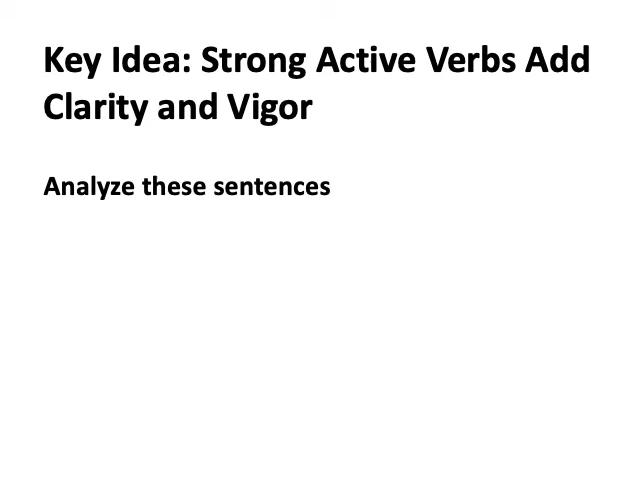 Key Idea: Strong Active Verbs Add
Clarity and Vigor
Analyze these sentences